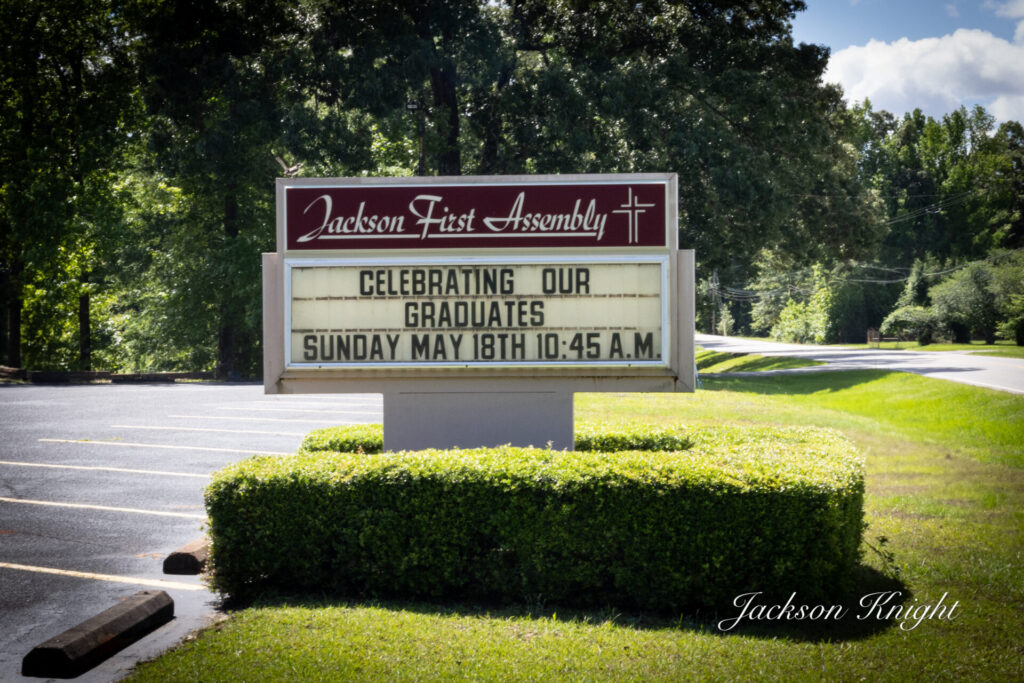 Jackson First Assembly
CELEBRATING OUR
GRADUATES
SUNDAY MAY 18TH 10:45 A.M.
Jackson Knight